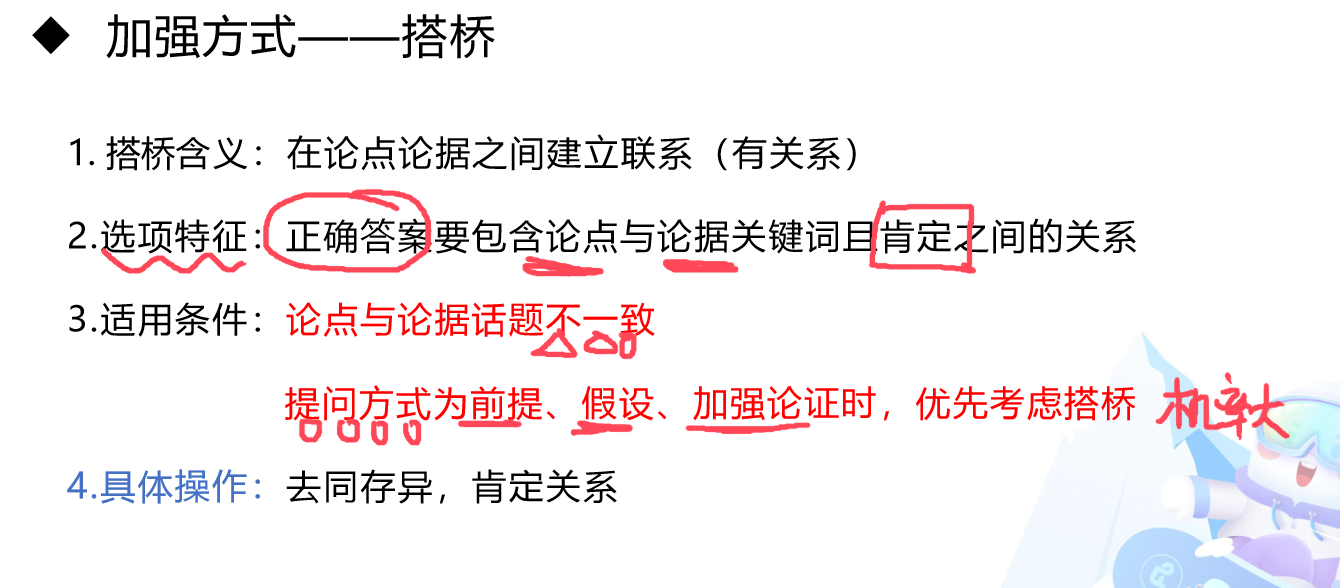 ◆ 加强方式——搭桥
1. 搭桥含义：在论点论据之间建立联系（有关系）
2.选项特征：正确答案要包含论点与论据关键词且肯定之间的关系
3.适用条件：论点与论据话题不一致
提问方式为前提、假设、加强论证时，优先考虑搭桥 机率大
4.具体操作：去同存异，肯定关系